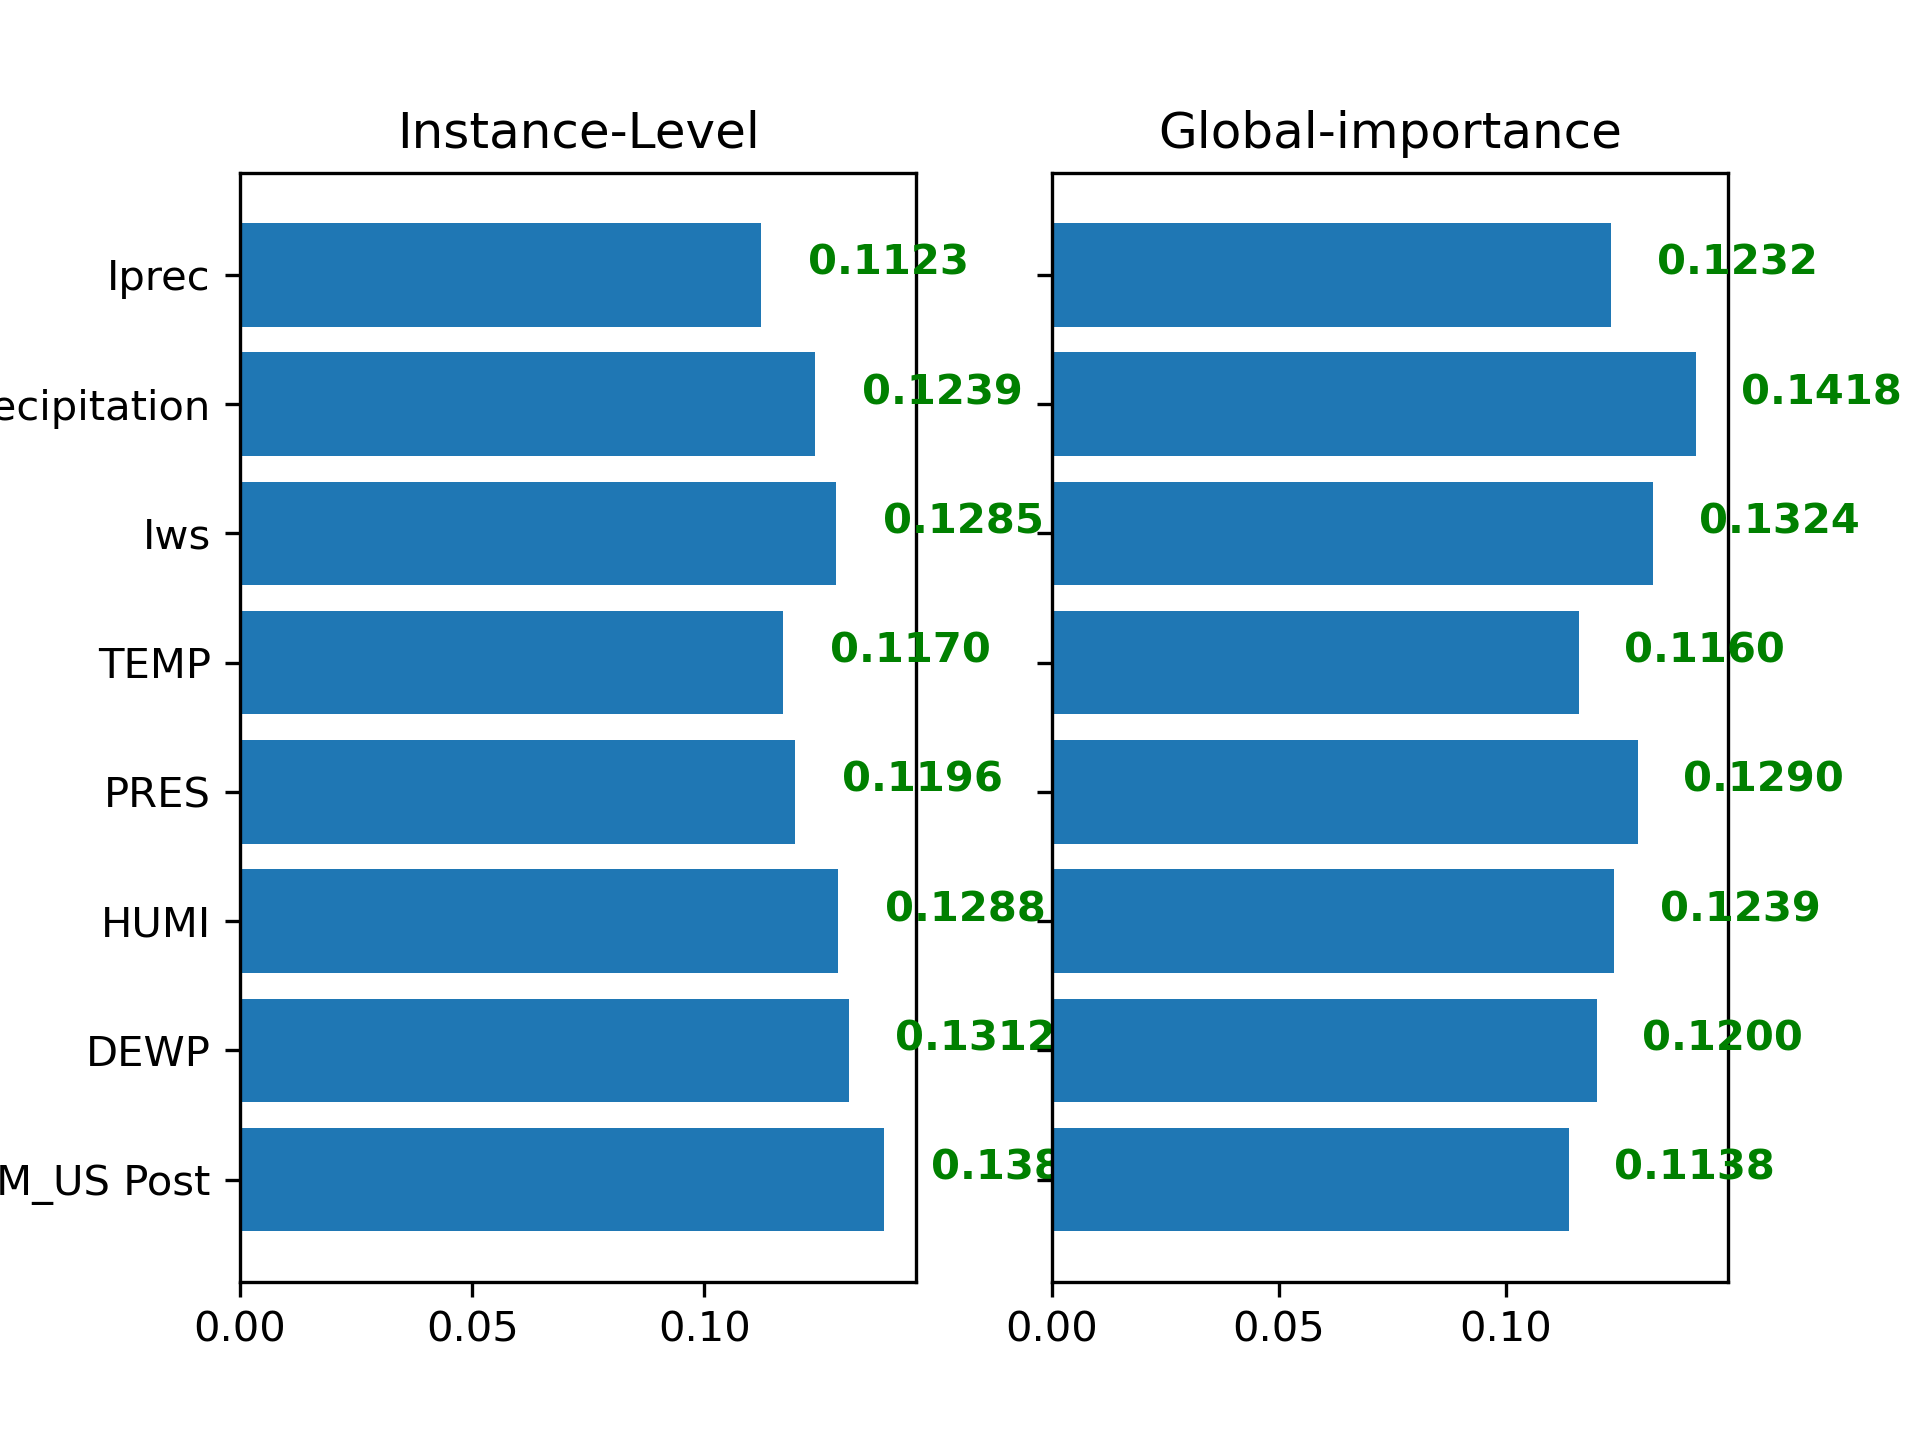 Instance-Level Global-importance
Iprec 0.1123 0.1232
ecipitation 0.1239 0.1418
Iws 0.1285 0.1324
TEMP 0.1170 0.1160
PRES 0.1196 0.1290
HUMI 0.1288 0.1239
DEWP 0.1312 0.1200
M_US Post 0.138 0.1138
0.00 0.05 0.10 0.00 0.05 0.10